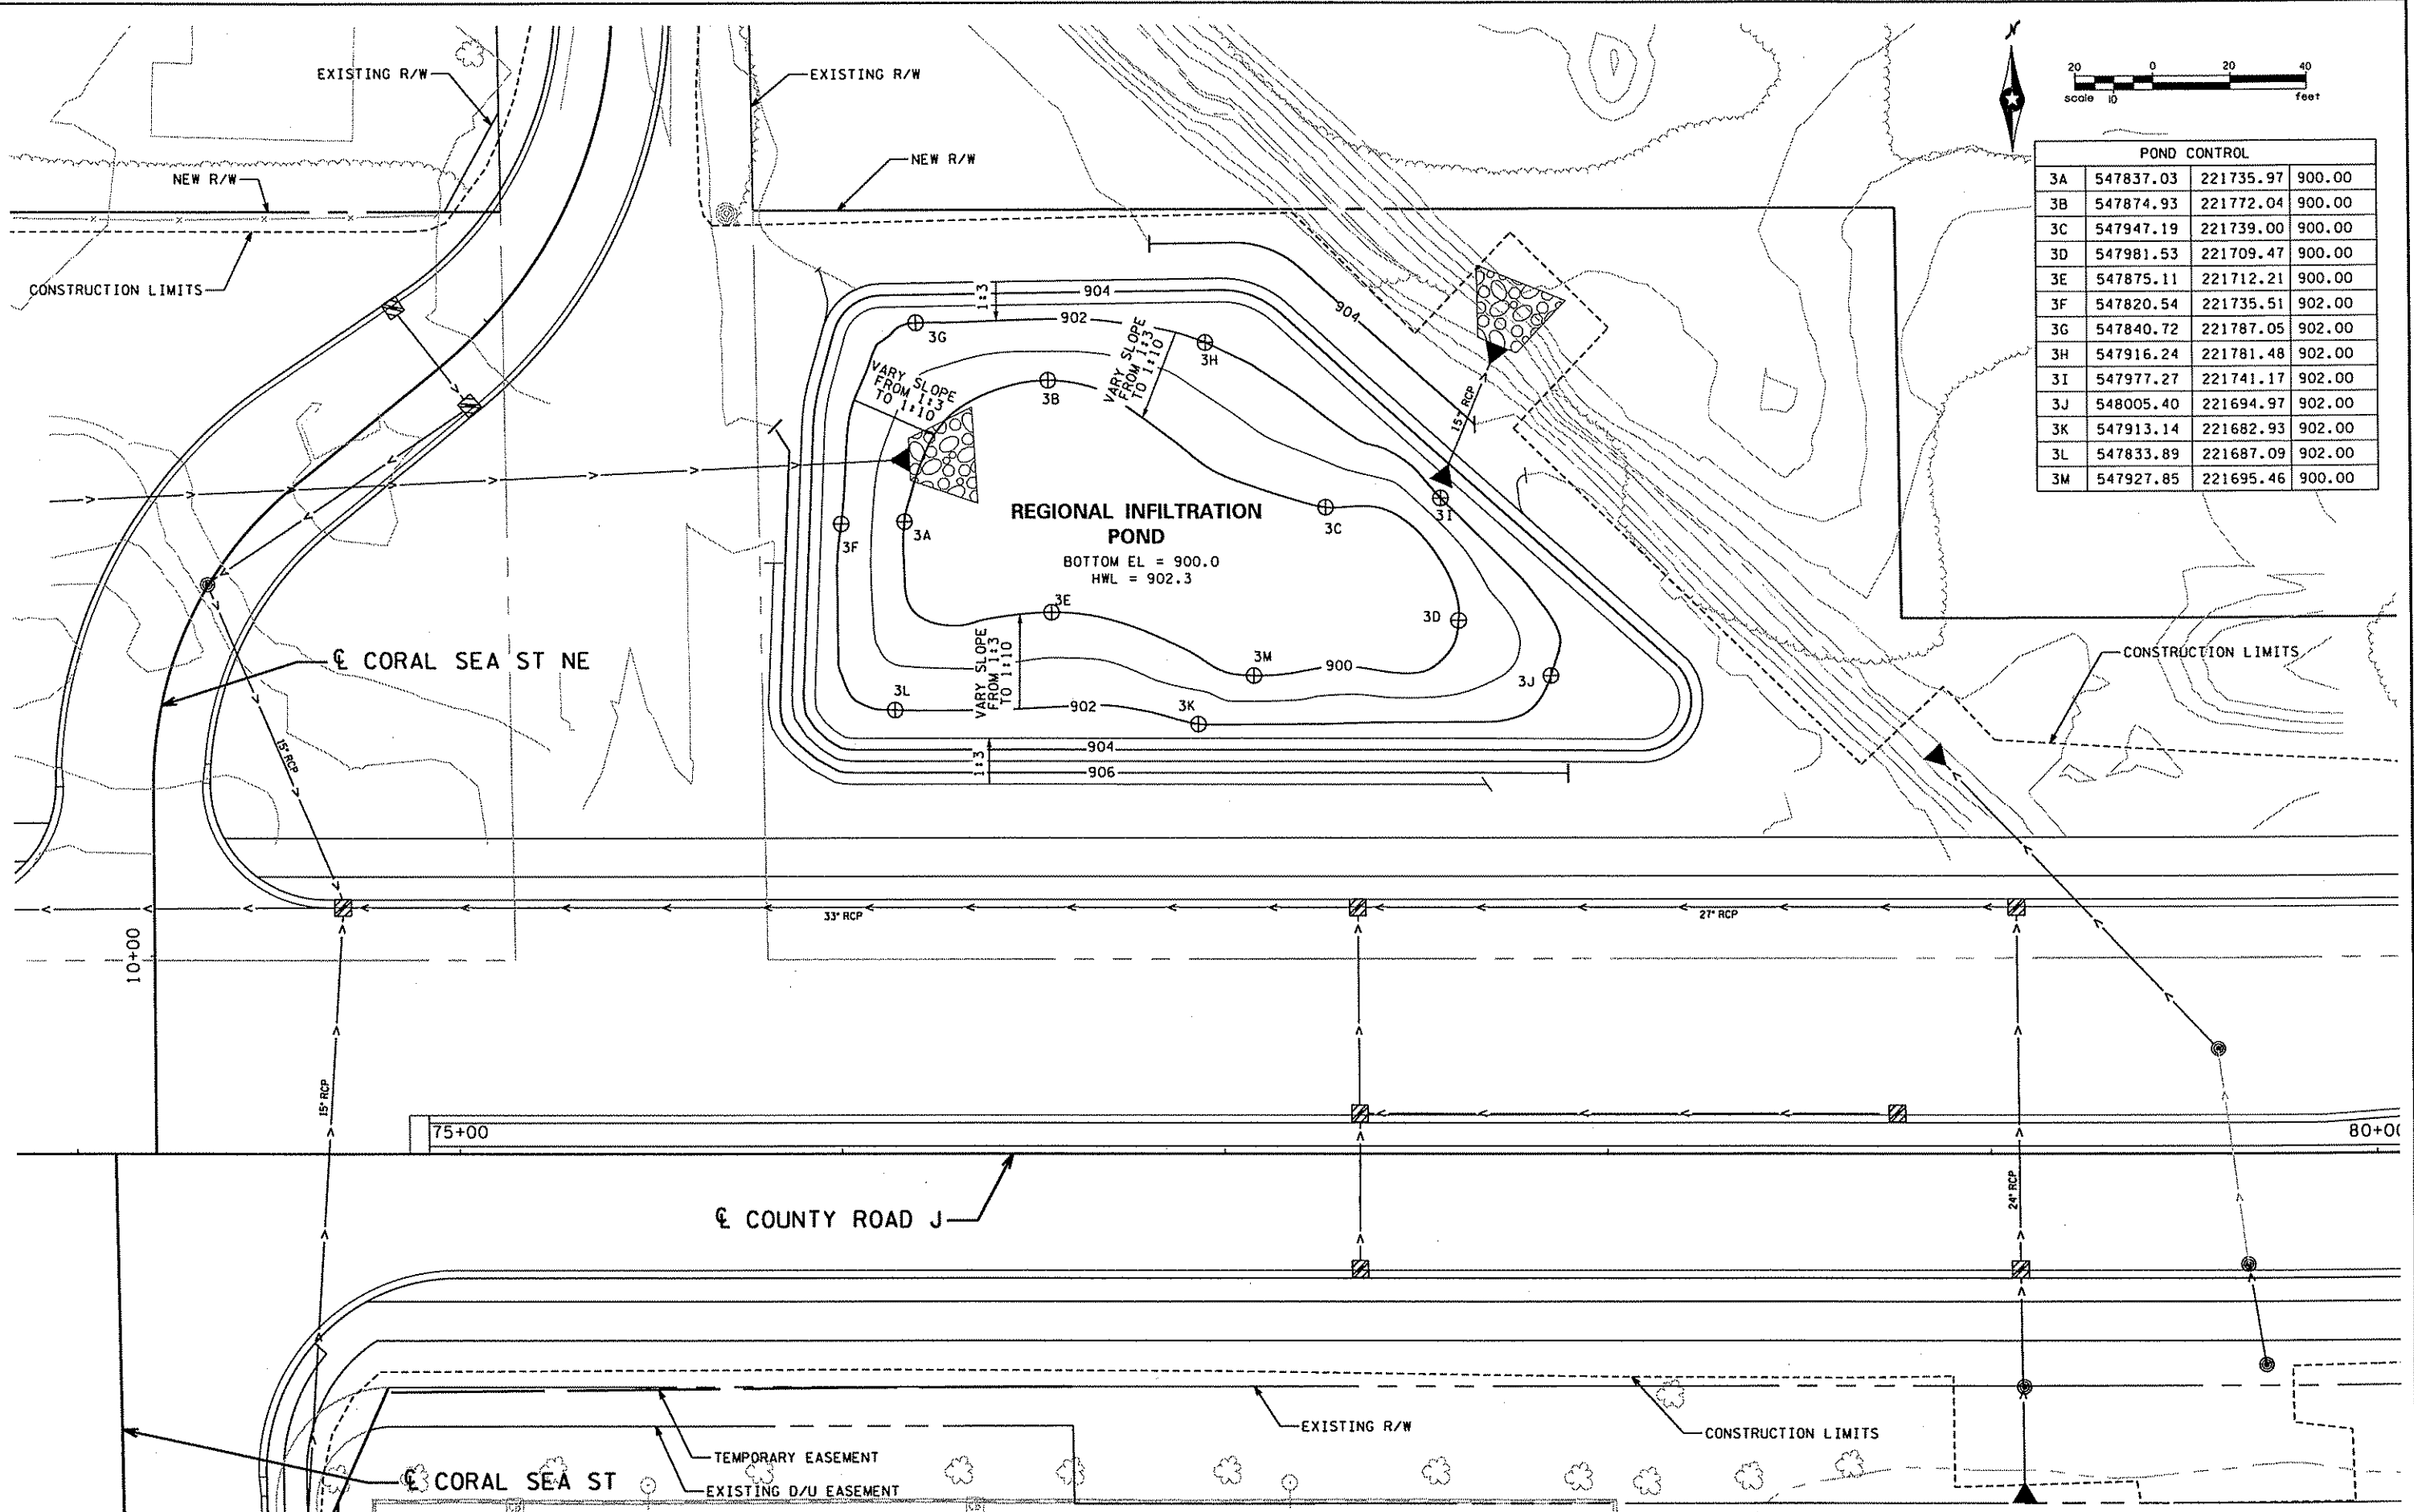 N
20 0 20 40
scale 10 feet
EXISTING R/W
EXISTING R/W
NEW R/W
NEW R/W
CONSTRUCTION LIMITS
POND CONTROL
3A 547837.03 221735.97 900.00
3B 547874.93 221772.04 900.00
3C 547947.19 221739.00 900.00
3D 547981.53 221709.47 900.00
3E 547875.11 221712.21 900.00
3F 547820.54 221735.51 902.00
3G 547840.72 221787.05 902.00
3H 547916.24 221781.48 902.00
3I 547977.27 221741.17 902.00
3J 548005.40 221694.97 902.00
3K 547913.14 221682.93 902.00
3L 547833.89 221687.09 902.00
3M 547927.85 221695.46 900.00
1:3
904
904
902
3G
3H
VARY SLOPE
FROM 1:3
TO 1:10
VARY SLOPE
FROM 1:3
TO 1:10
3B
15" RCP
REGIONAL INFILTRATION
POND
BOTTOM EL = 900.0
HWL = 902.3
3F
3A
3C
3I
3E
3D
VARY SLOPE
FROM 1:3
TO 1:10
3M
900
3J
3L
902
3K
1:3
904
906
℄ CORAL SEA ST NE
15" RCP
CONSTRUCTION LIMITS
33" RCP
27" RCP
10+00
15" RCP
75+00
80+00
24" RCP
℄ COUNTY ROAD J
EXISTING R/W
CONSTRUCTION LIMITS
TEMPORARY EASEMENT
℄ CORAL SEA ST
EXISTING D/U EASEMENT